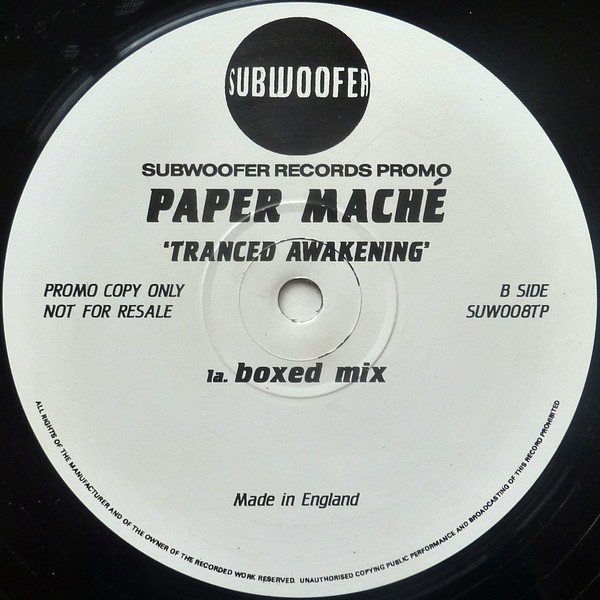 SUBWOOFER
SUBWOOFER RECORDS PROMO
PAPER MACHÉ
‘TRANCED AWAKENING’
PROMO COPY ONLY
NOT FOR RESALE
B SIDE
SUW008TP
1a. boxed mix
Made in England
ALL RIGHTS OF THE MANUFACTURER AND OF THE OWNER OF THE RECORDED WORK RESERVED. UNAUTHORISED COPYING PUBLIC PERFORMANCE AND BROADCASTING OF THIS RECORD PROHIBITED